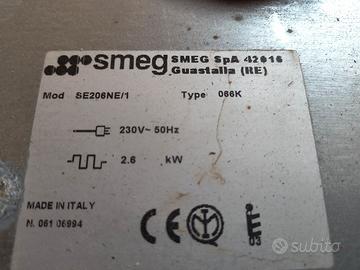 smeg SMEG SpA 42016
Guastalla (RE)
Mod SE206NE/1 Type 066K
230V~ 50Hz
2.6 kW
MADE IN ITALY
N. 061 06994
CE
03
subito